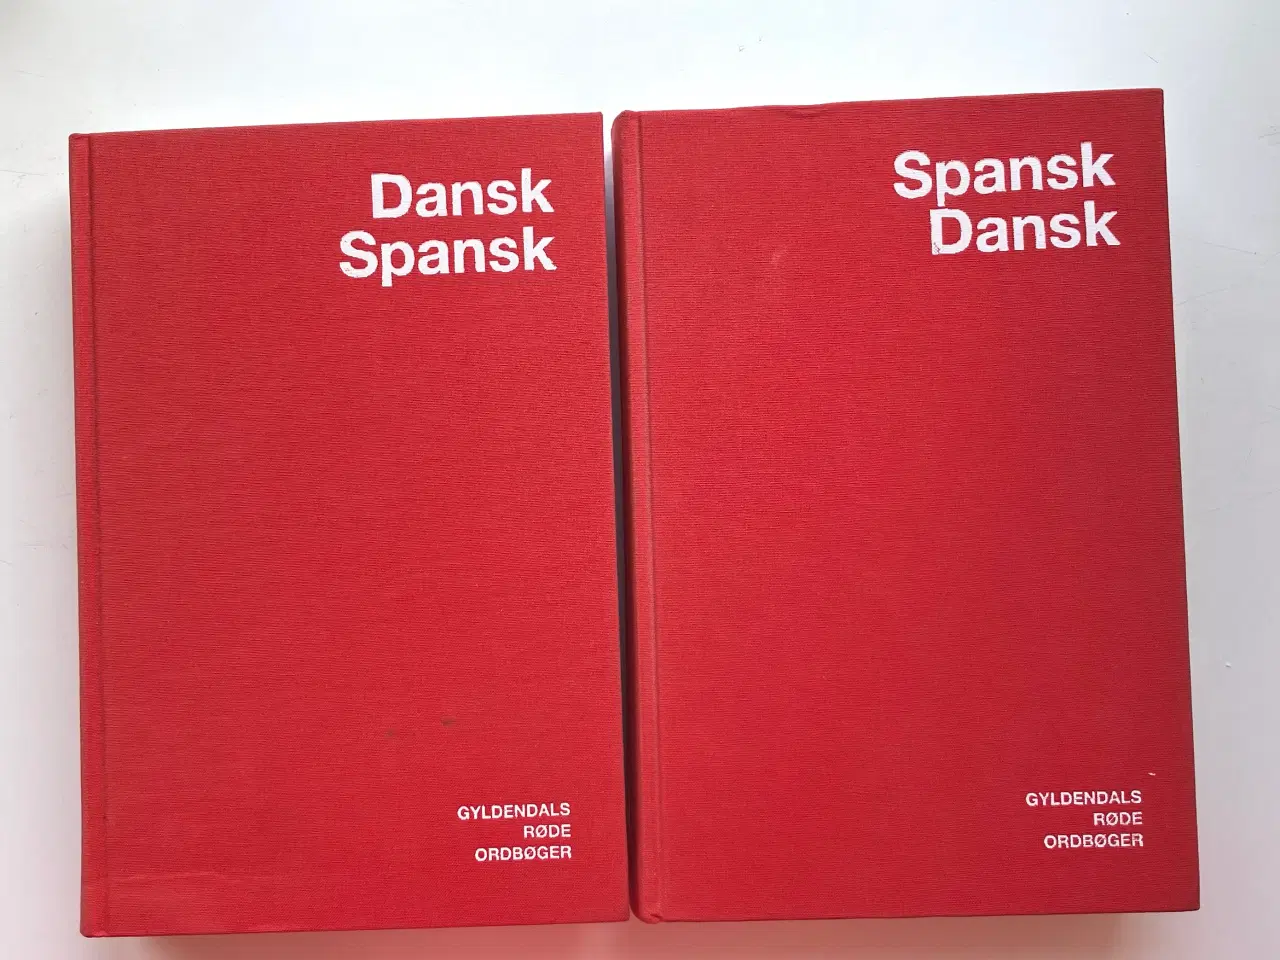 Dansk
Spansk
GYLDENDALS
RØDE
ORDBØGER
Spansk
Dansk
GYLDENDALS
RØDE
ORDBØGER